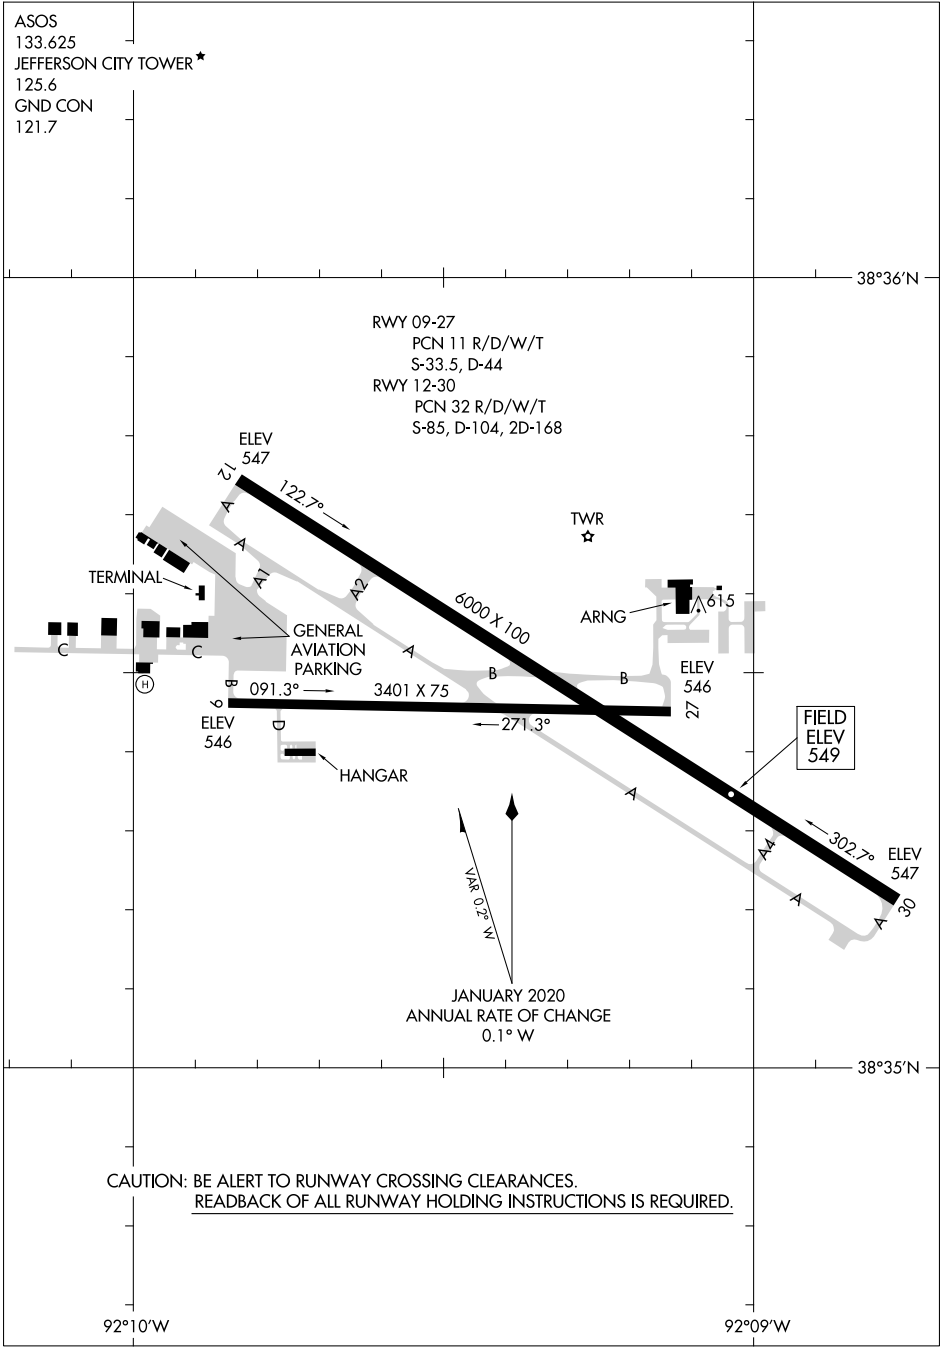 ASOS
133.625
JEFFERSON CITY TOWER★
125.6
GND CON
121.7
38°36'N
RWY 09-27
PCN 11 R/D/W/T
S-33.5, D-44
RWY 12-30
PCN 32 R/D/W/T
S-85, D-104, 2D-168
ELEV
547
12
122.7°
A
TWR
A
TERMINAL
A1
A2
6000 X 100
ARNG
615
GENERAL
AVIATION
PARKING
C
C
A
B
B
ELEV
546
H
B
091.3°
3401 X 75
9
27
ELEV
546
D
271.3°
FIELD
ELEV
549
HANGAR
A
A4
302.7°
ELEV
547
VAR 0.2° W
A
A
30
JANUARY 2020
ANNUAL RATE OF CHANGE
0.1° W
38°35'N
CAUTION: BE ALERT TO RUNWAY CROSSING CLEARANCES.
READBACK OF ALL RUNWAY HOLDING INSTRUCTIONS IS REQUIRED.
92°10'W
92°09'W